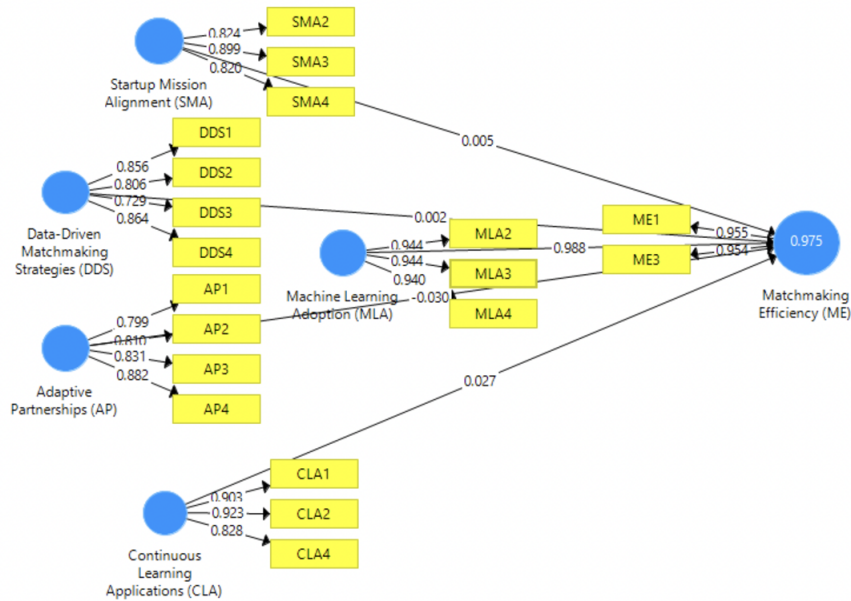 SMA2
0.824
0.899
SMA3
0.820
Startup Mission
Alignment (SMA)
SMA4
DDS1
0.005
0.856
DDS2
0.806
0.729
DDS3
0.864
0.002
ME1
Data-Driven
Matchmaking
Strategies (DDS)
DDS4
MLA2
0.955
0.975
0.944
0.988
0.954
0.944
MLA3
ME3
0.940
AP1
Machine Learning
Adoption (MLA)
-0.030
MLA4
Matchmaking
Efficiency (ME)
0.799
AP2
0.810
0.831
AP3
0.882
Adaptive
Partnerships (AP)
AP4
0.027
CLA1
0.903
0.923
CLA2
0.828
CLA4
Continuous
Learning
Applications (CLA)